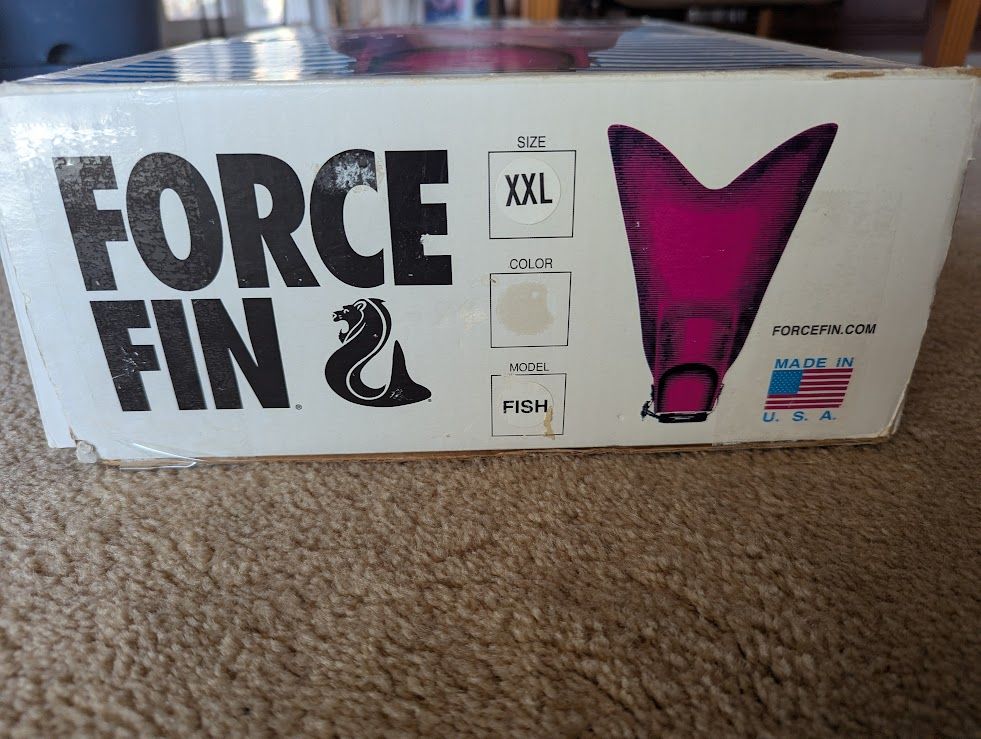 FORCE
FIN®
SIZE
XXL
COLOR
MODEL
FISH
FORCEFIN.COM
MADE IN
U. S. A.